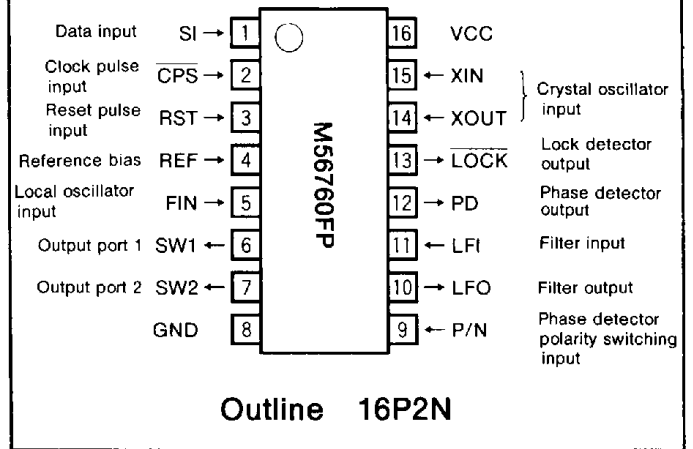 Data input SI → 1
Clock pulse input C̅P̅S̅ → 2
Reset pulse input RST → 3
Reference bias REF → 4
Local oscillator input FIN → 5
Output port 1 SW1 ← 6
Output port 2 SW2 ← 7
GND 8
M56760FP
16 VCC
15 ← XIN
14 ← XOUT
Crystal oscillator input
13 → L̅O̅C̅K̅ Lock detector output
12 → PD Phase detector output
11 ← LFI Filter input
10 → LFO Filter output
9 ← P/N Phase detector polarity switching input
Outline 16P2N